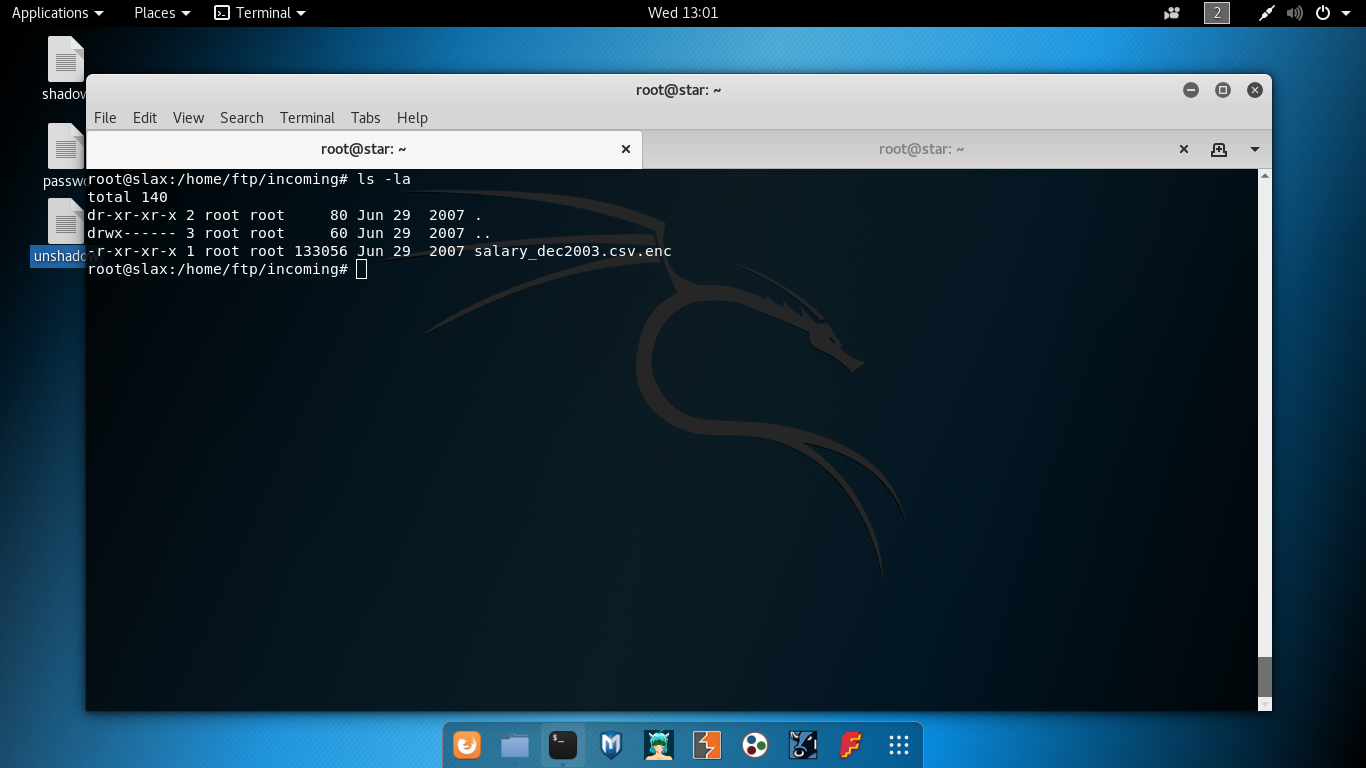 Applications Places Terminal Wed 13:01 2
shadow
root@star: ~
File Edit View Search Terminal Tabs Help
root@star: ~ root@star: ~
passwo
unshadow
root@slax:/home/ftp/incoming# ls -la
total 140
dr-xr-xr-x 2 root root     80 Jun 29  2007 .
drwx------ 3 root root     60 Jun 29  2007 ..
-r-xr-xr-x 1 root root 133056 Jun 29  2007 salary_dec2003.csv.enc
root@slax:/home/ftp/incoming#